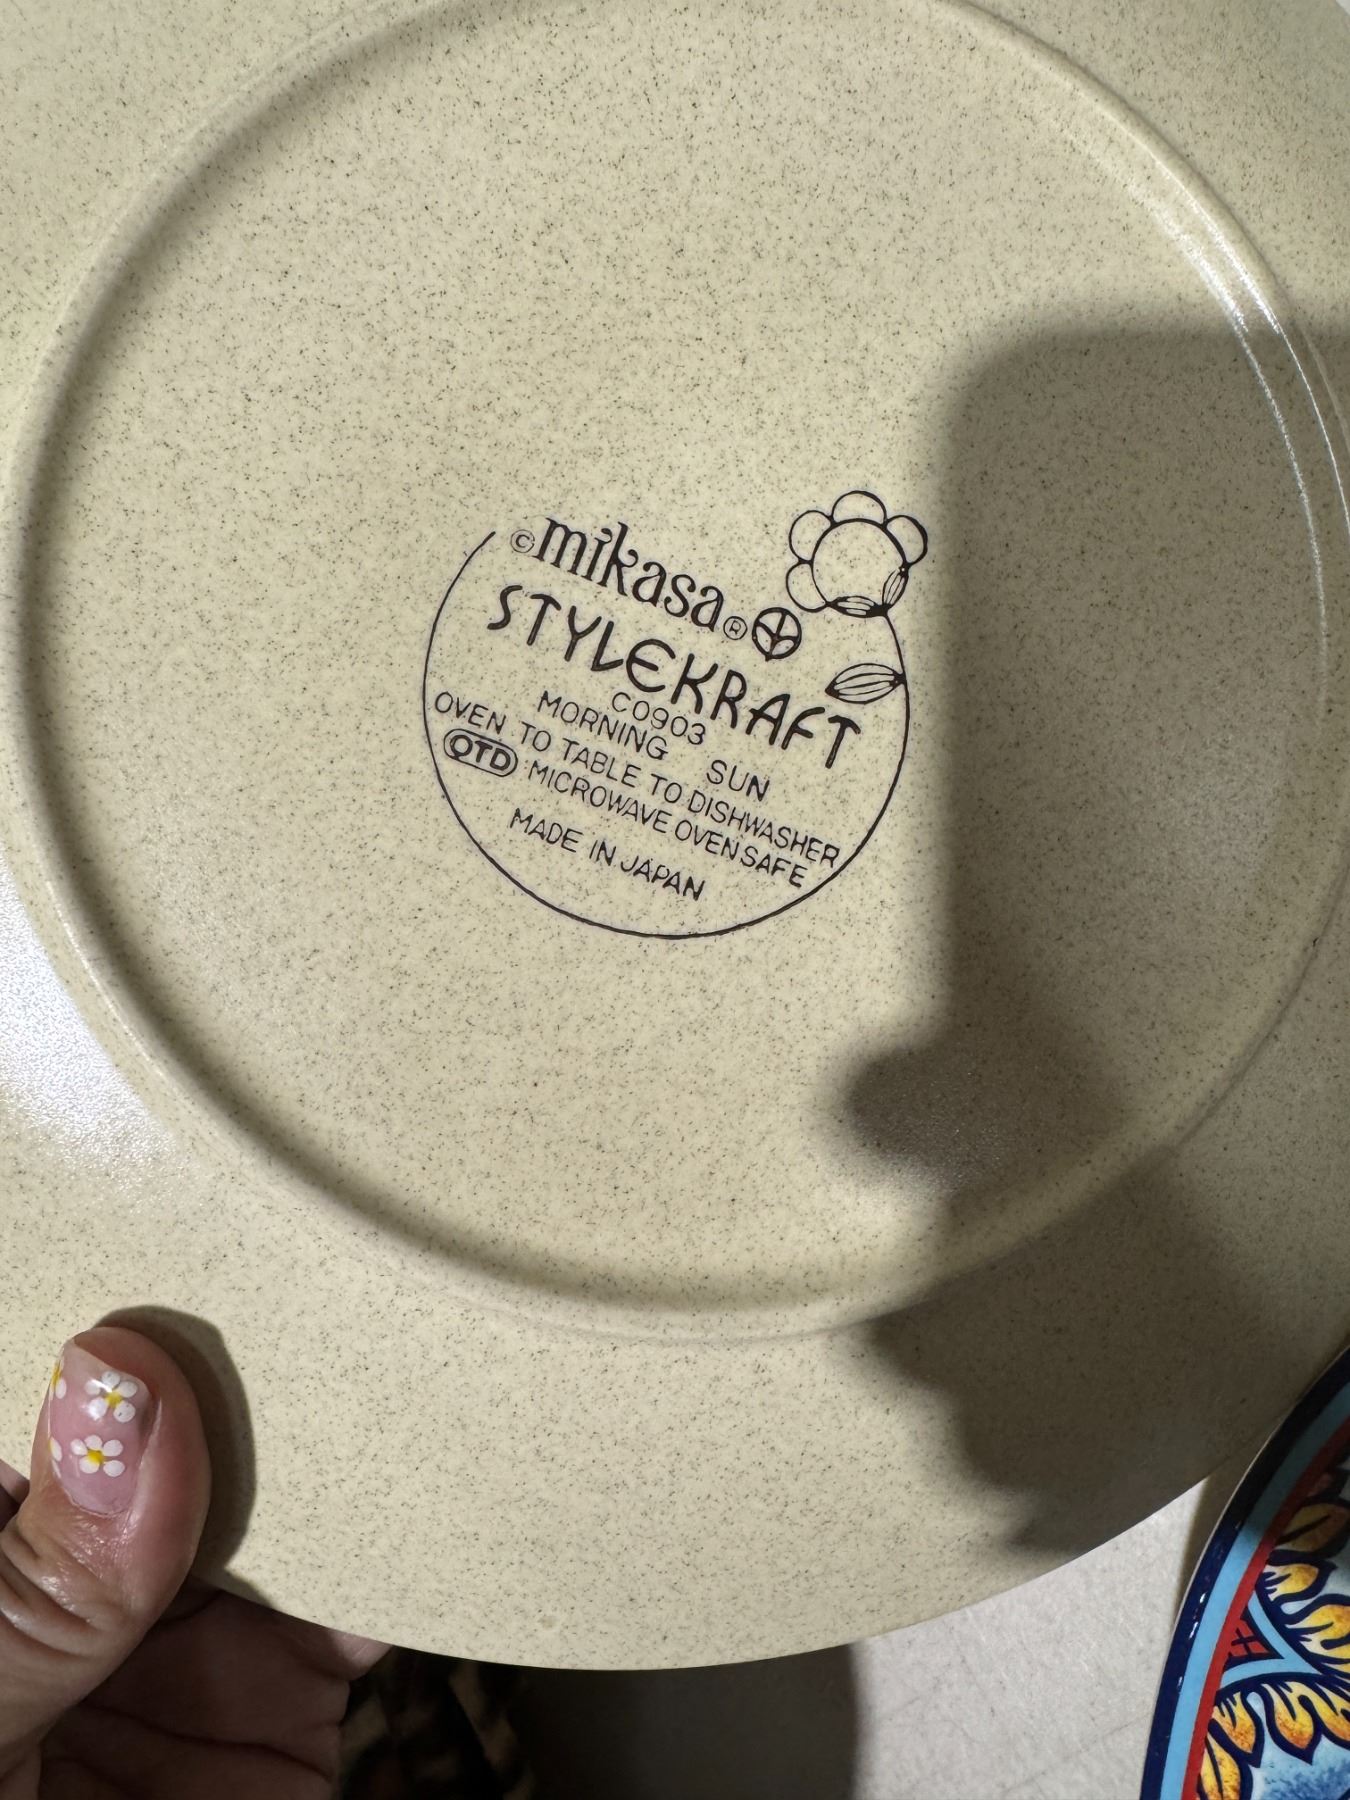 ©mikasa®
STYLEKRAFT
C0903
MORNING SUN
OVEN TO TABLE TO DISHWASHER
OTD MICROWAVE OVEN SAFE
MADE IN JAPAN